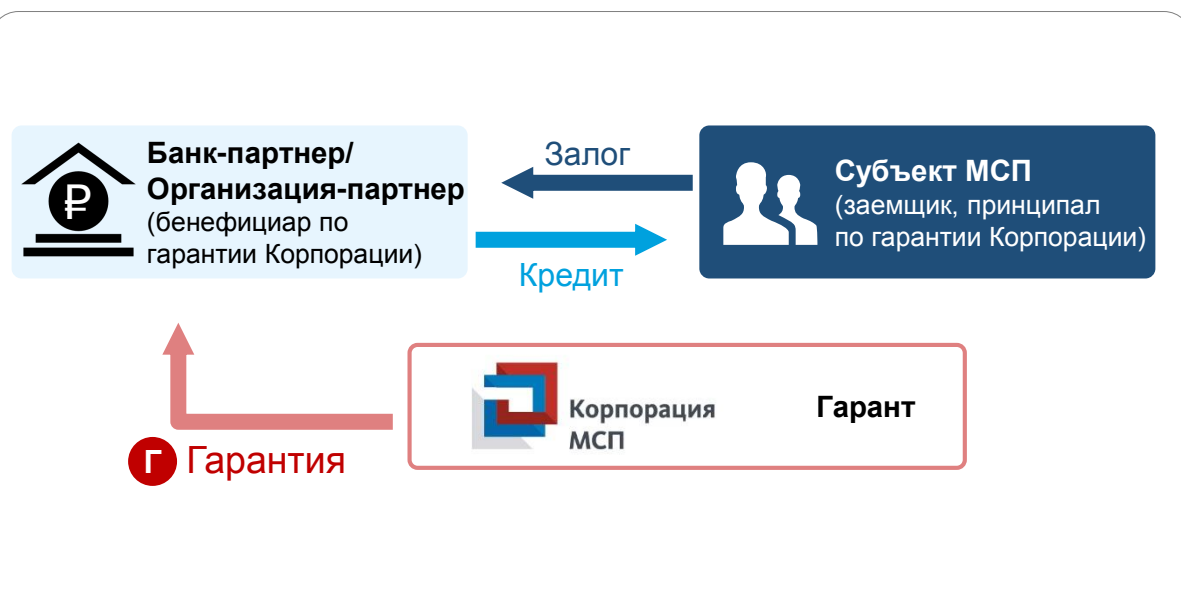 Банк-партнер/
Организация-партнер
(бенефициар по
гарантии Корпорации)
Залог
Кредит
Субъект МСП
(заемщик, принципал
по гарантии Корпорации)
Г Гарантия
Корпорация
МСП
Гарант